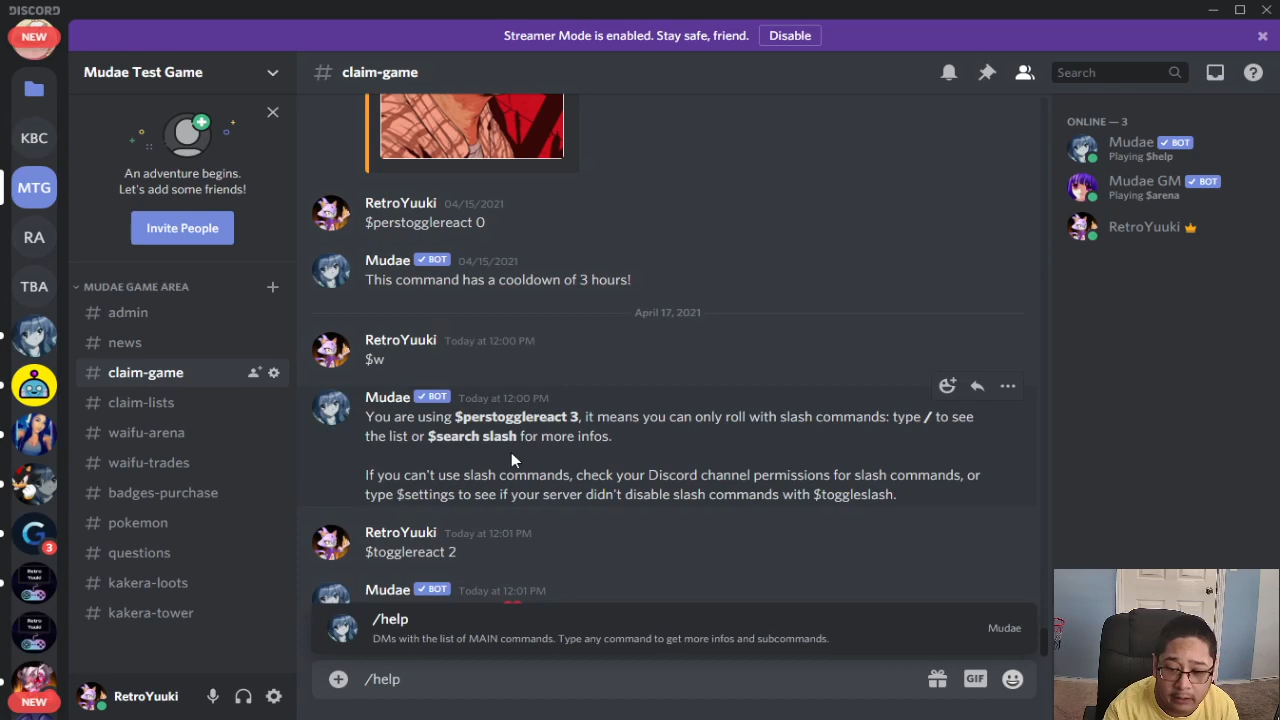 DISCORD
NEW
Streamer Mode is enabled. Stay safe, friend.
Disable
Mudae Test Game
An adventure begins.
Let's add some friends!
Invite People
MUDAE GAME AREA
admin
news
claim-game
claim-lists
waifu-arena
waifu-trades
badges-purchase
pokemon
questions
kakera-loots
kakera-tower
RetroYuuki
KBC
MTG
RA
TBA
G
3
Retro
Yuuki
Retro
Yuuki
NEW
# claim-game
Search
RetroYuuki 04/15/2021
$perstogglereact 0
Mudae BOT 04/15/2021
This command has a cooldown of 3 hours!
April 17, 2021
RetroYuuki Today at 12:00 PM
$w
Mudae BOT Today at 12:00 PM
You are using $perstogglereact 3, it means you can only roll with slash commands: type / to see
the list or $search slash for more infos.
If you can't use slash commands, check your Discord channel permissions for slash commands, or
type $settings to see if your server didn't disable slash commands with $toggleslash.
RetroYuuki Today at 12:01 PM
$togglereact 2
Mudae BOT Today at 12:01 PM
/help
DMs with the list of MAIN commands. Type any command to get more infos and subcommands.
Mudae
/help
GIF
ONLINE — 3
Mudae BOT
Playing $help
Mudae GM BOT
Playing $arena
RetroYuuki